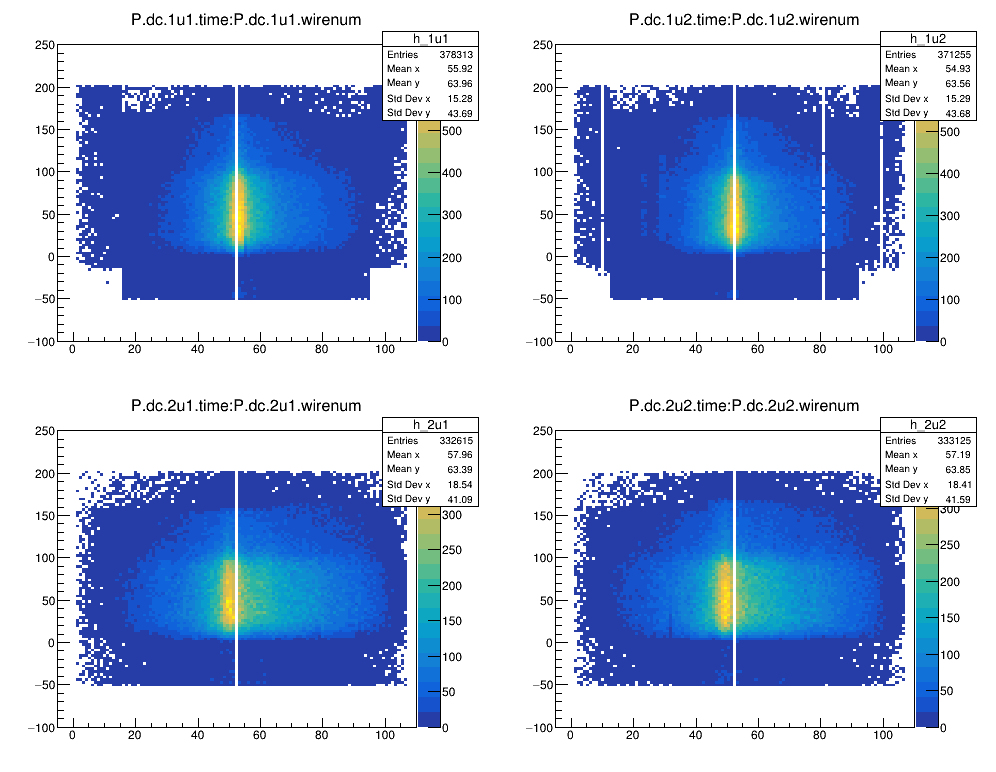 P.dc.1u1.time:P.dc.1u1.wirenum
h_1u1
Entries 378313
Mean x 55.92
Mean y 63.96
Std Dev x 15.28
Std Dev y 43.69
250
200
150
100
50
0
−50
−100
0 20 40 60 80 100
500
400
300
200
100
0
P.dc.1u2.time:P.dc.1u2.wirenum
h_1u2
Entries 371255
Mean x 54.93
Mean y 63.56
Std Dev x 15.29
Std Dev y 43.68
250
200
150
100
50
0
−50
−100
0 20 40 60 80 100
500
400
300
200
100
0
P.dc.2u1.time:P.dc.2u1.wirenum
h_2u1
Entries 332615
Mean x 57.96
Mean y 63.39
Std Dev x 18.54
Std Dev y 41.09
250
200
150
100
50
0
−50
−100
0 20 40 60 80 100
300
250
200
150
100
50
0
P.dc.2u2.time:P.dc.2u2.wirenum
h_2u2
Entries 333125
Mean x 57.19
Mean y 63.85
Std Dev x 18.41
Std Dev y 41.59
250
200
150
100
50
0
−50
−100
0 20 40 60 80 100
300
250
200
150
100
50
0